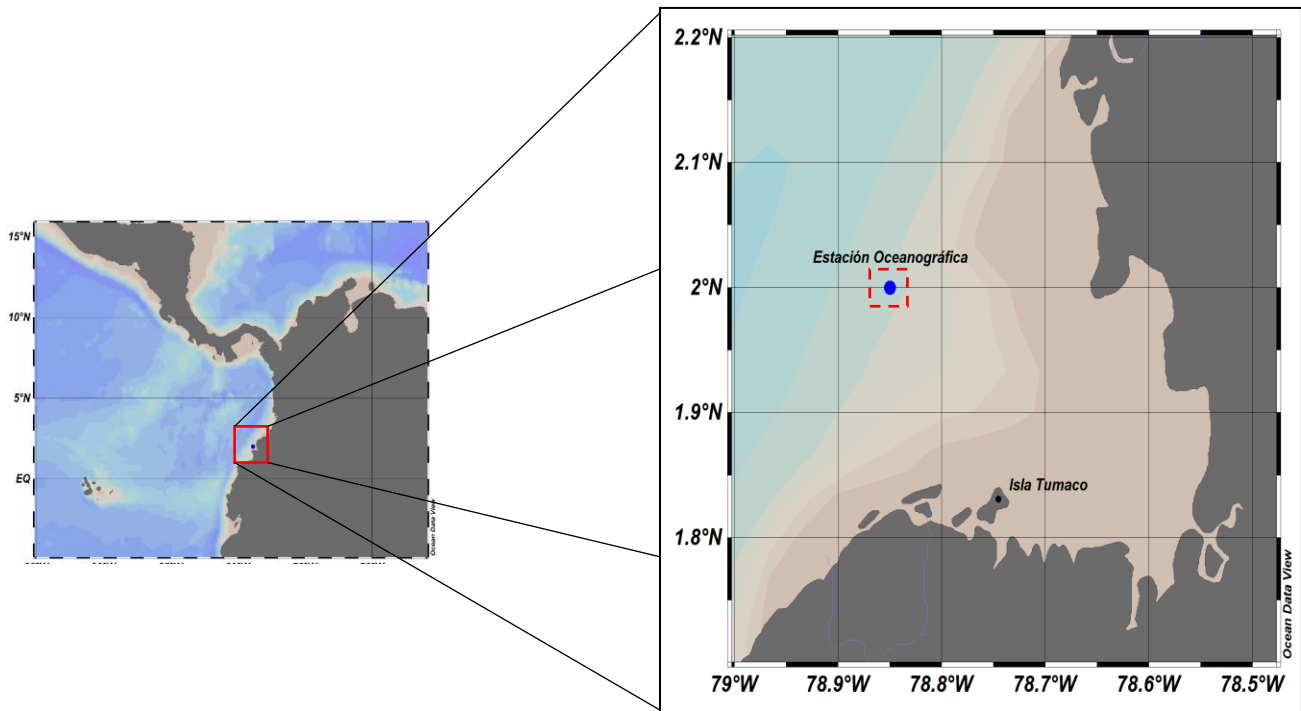 15°N
10°N
5°N
EQ
Ocean Data View
2.2°N
2.1°N
2°N
1.9°N
1.8°N
Estación Oceanográfica
Isla Tumaco
79°W
78.9°W
78.8°W
78.7°W
78.6°W
78.5°W
Ocean Data View